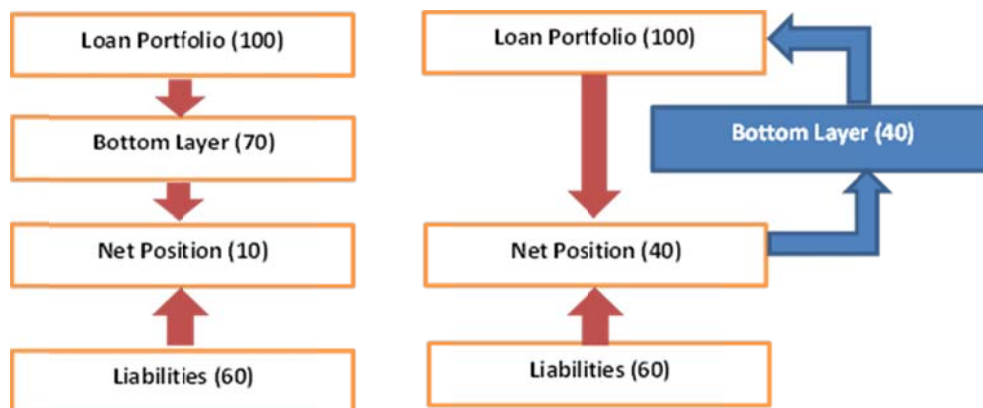 Loan Portfolio (100)
Bottom Layer (70)
Net Position (10)
Liabilities (60)
Loan Portfolio (100)
Bottom Layer (40)
Net Position (40)
Liabilities (60)